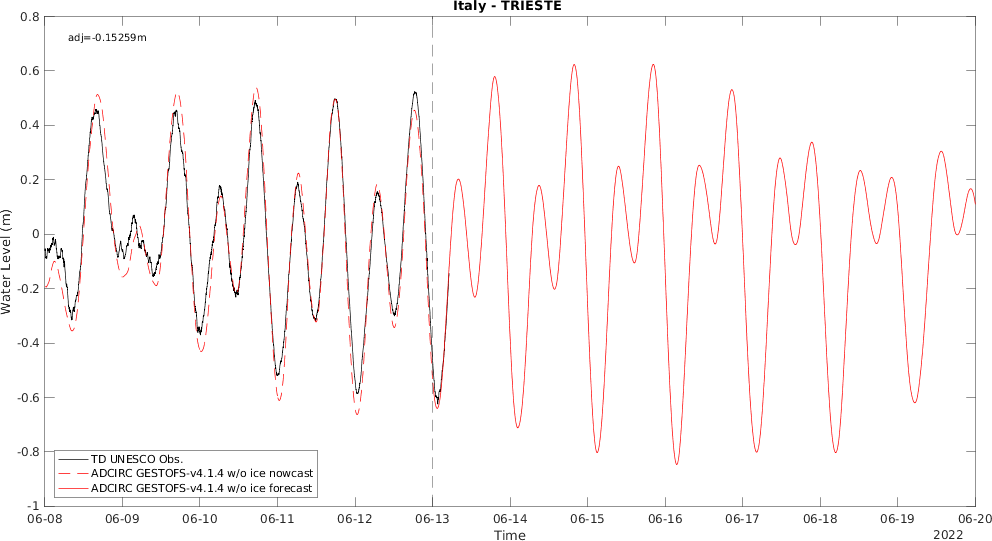 Italy - TRIESTE
adj=-0.15259m
0.8
0.6
0.4
0.2
0
-0.2
-0.4
-0.6
-0.8
-1
Water Level (m)
TD UNESCO Obs.
ADCIRC GESTOFS-v4.1.4 w/o ice nowcast
ADCIRC GESTOFS-v4.1.4 w/o ice forecast
06-08 06-09 06-10 06-11 06-12 06-13 06-14 06-15 06-16 06-17 06-18 06-19 06-20
Time
2022